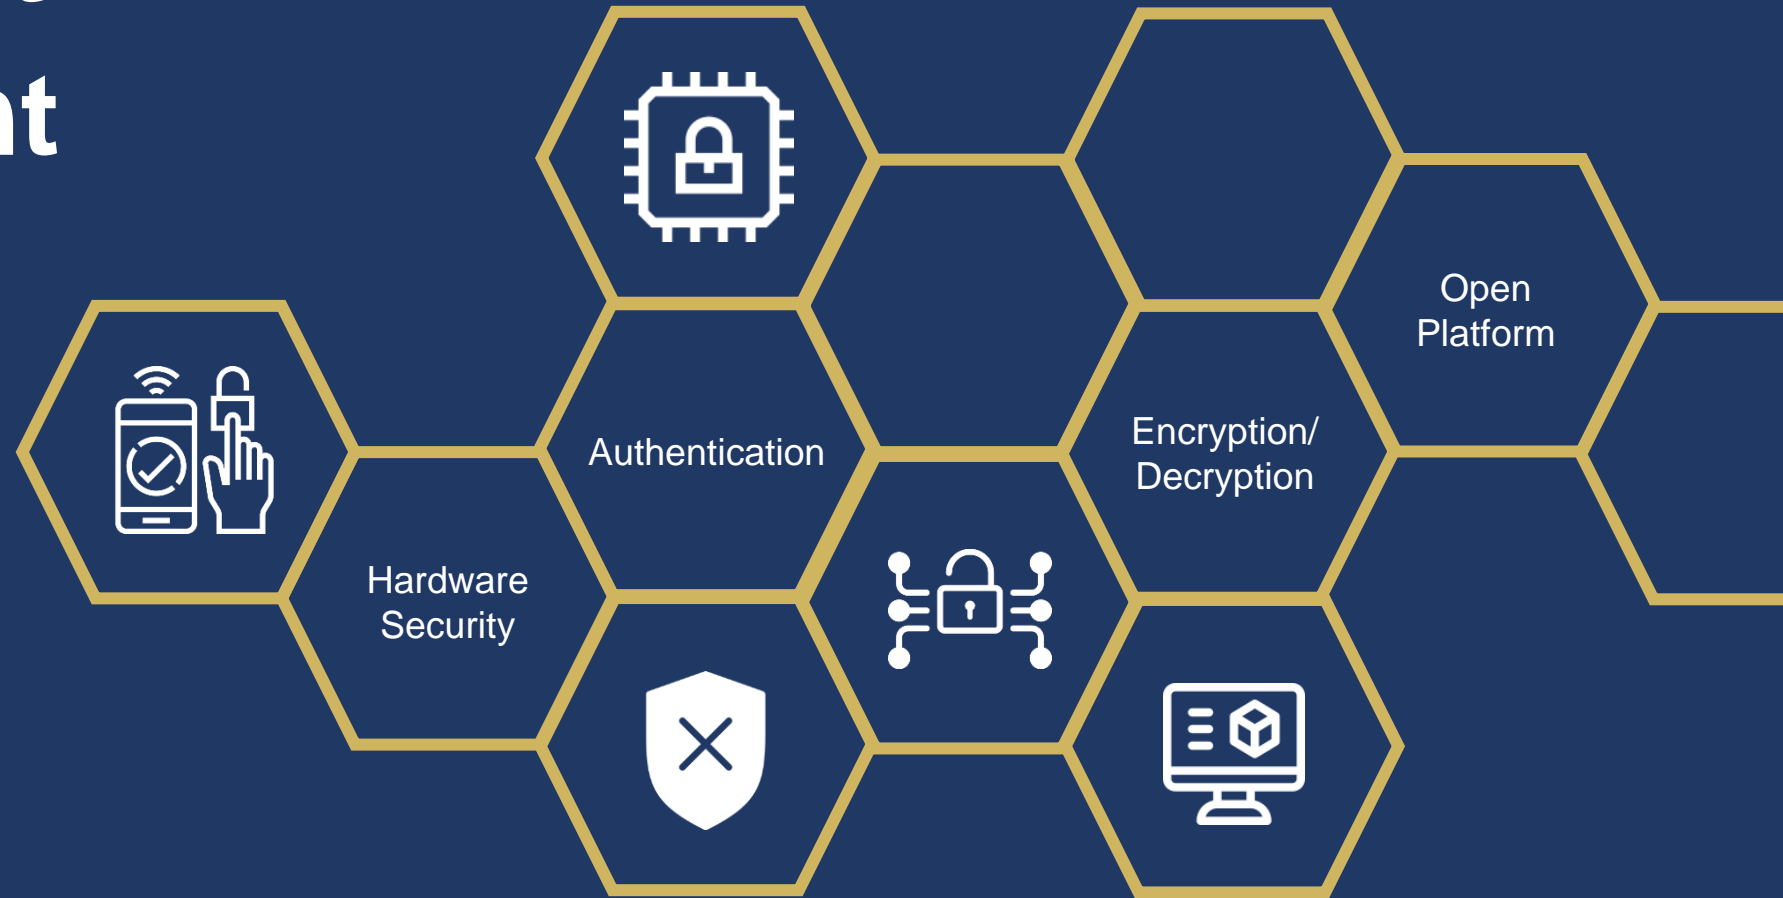 Hardware
Security
Authentication
Encryption/
Decryption
Open
Platform